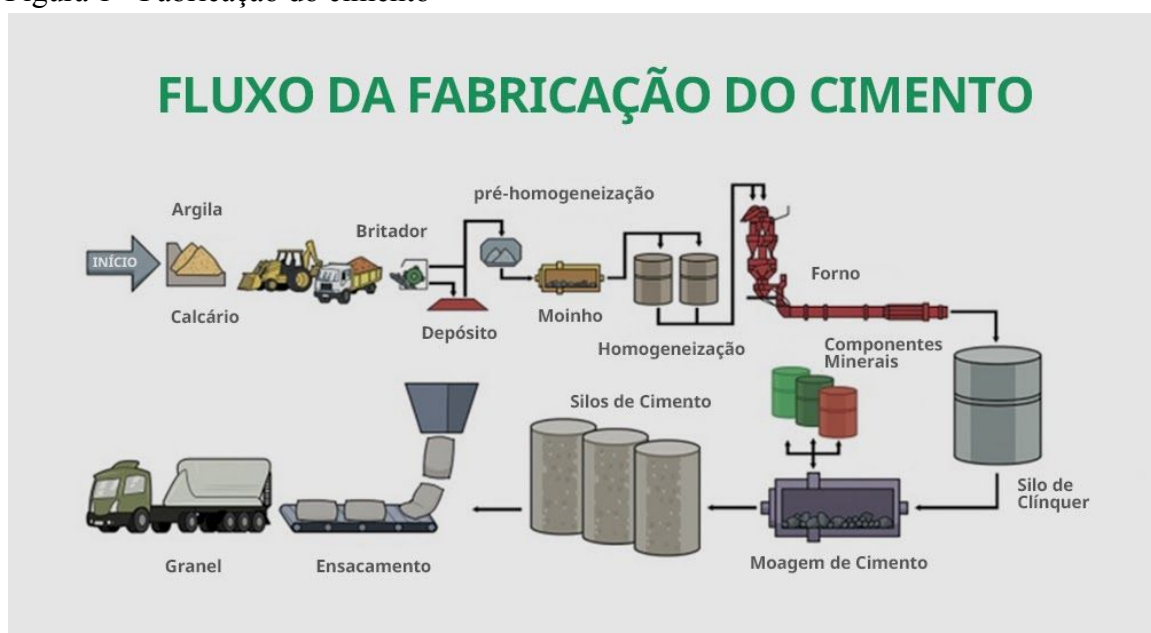 Figura 1 - Fabricação do cimento
FLUXO DA FABRICAÇÃO DO CIMENTO
pré-homogeneização
Argila
Britador
INÍCIO
Forno
Calcário
Moinho
Depósito
Homogeneização
Componentes
Minerais
Silos de Cimento
Silo de
Clínquer
Granel
Ensacamento
Moagem de Cimento